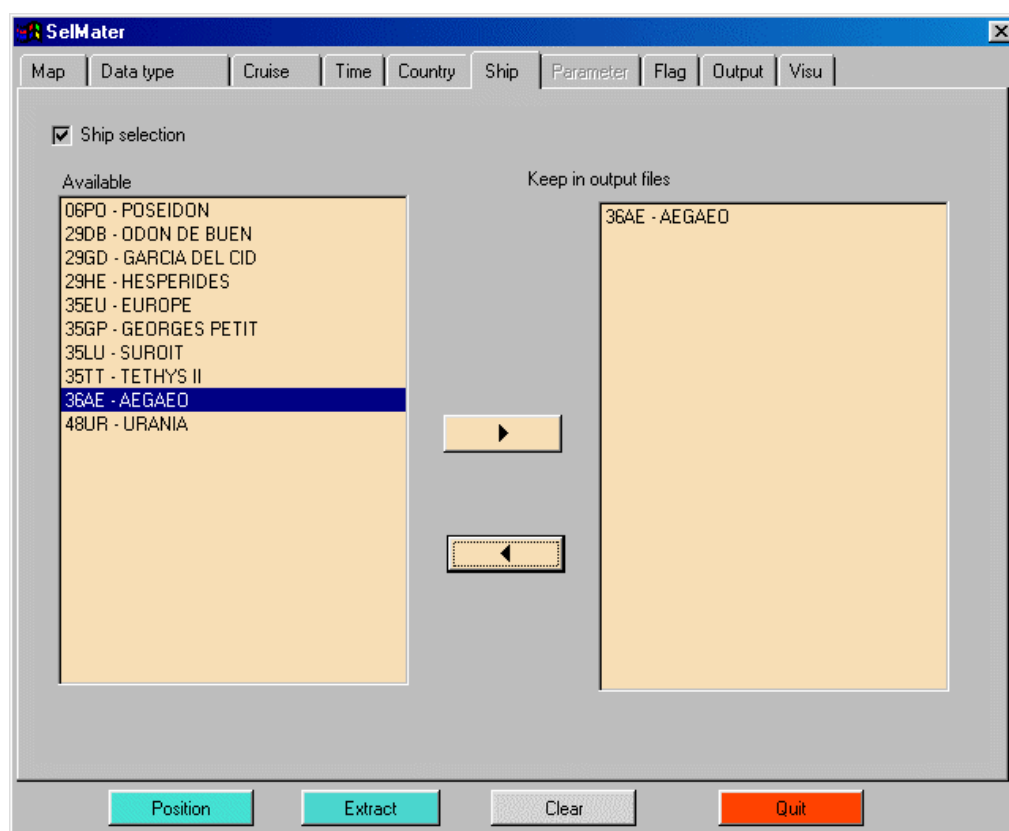 SelMater
Map Data type Cruise Time Country Ship Parameter Flag Output Visu
Ship selection
Available
06PO - POSEIDON
29DB - ODON DE BUEN
29GD - GARCIA DEL CID
29HE - HESPERIDES
35EU - EUROPE
35GP - GEORGES PETIT
35LU - SUROIT
35TT - TETHYS II
36AE - AEGAEO
48UR - URANIA
Keep in output files
36AE - AEGAEO
Position Extract Clear Quit